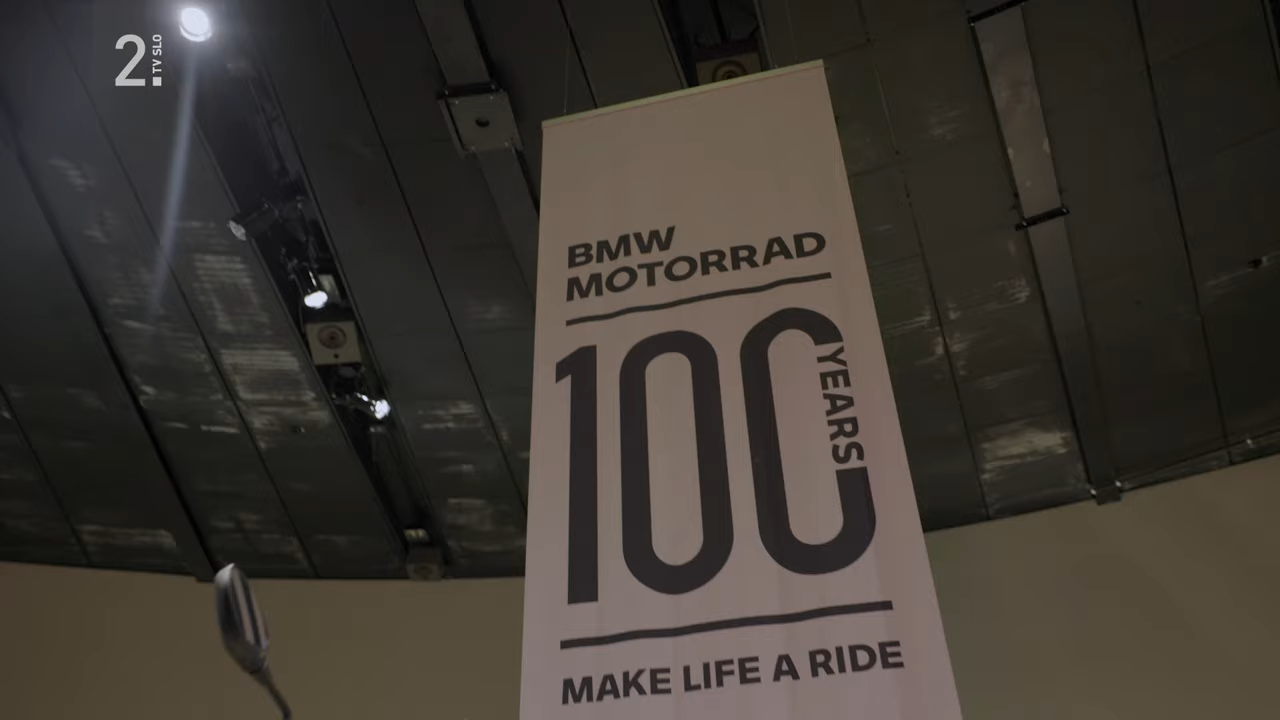 2. TV SLO
BMW
MOTORRAD
100
YEARS
MAKE LIFE A RIDE